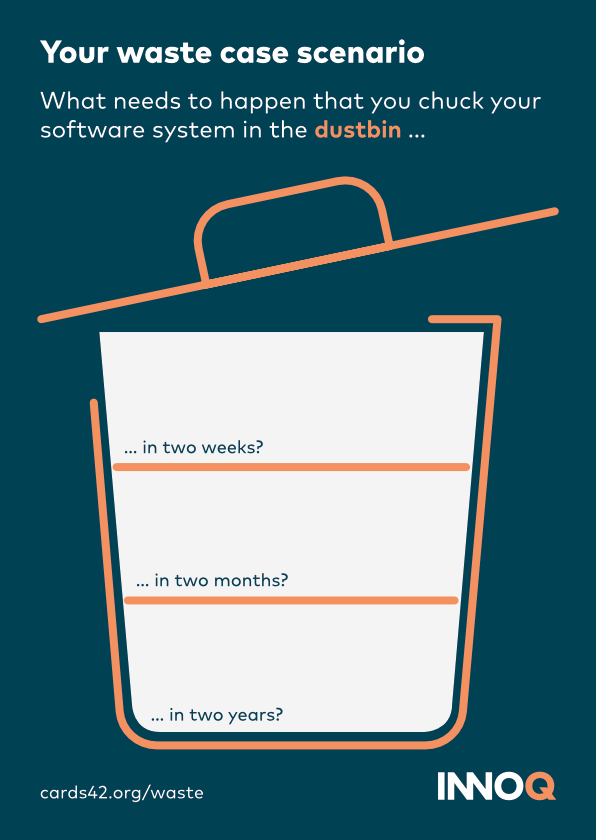 Your waste case scenario
What needs to happen that you chuck your
software system in the dustbin ...
... in two weeks?
... in two months?
... in two years?
cards42.org/waste
INNOQ